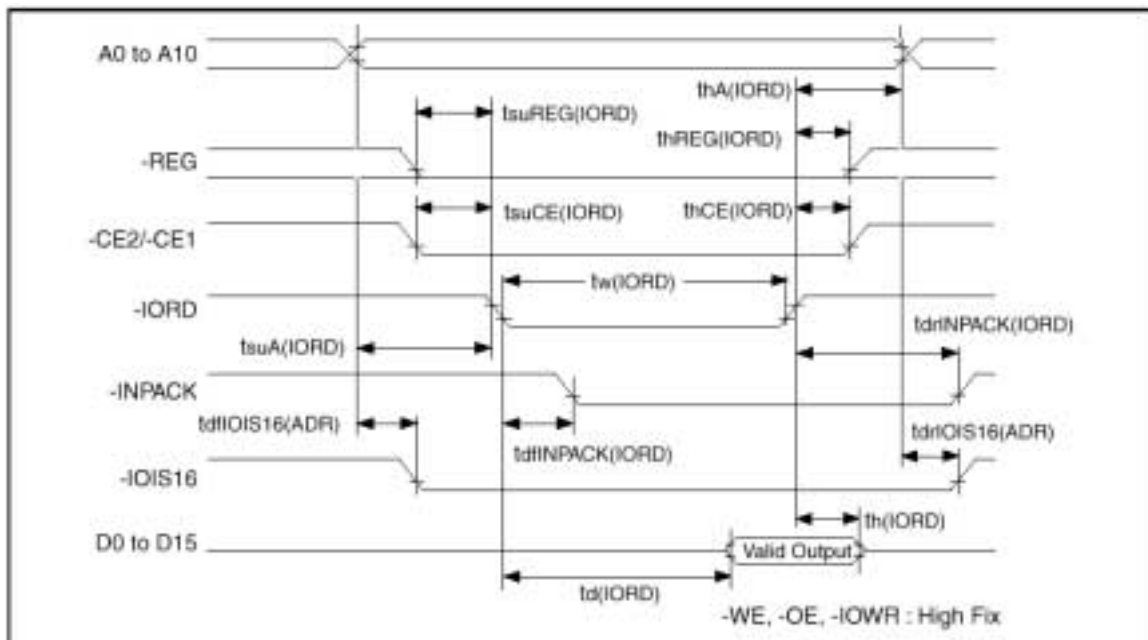 A0 to A10
thA(IORD)
tsuREG(IORD)
thREG(IORD)
-REG
tsuCE(IORD)
thCE(IORD)
-CE2/-CE1
tw(IORD)
-IORD
tdrINPACK(IORD)
tsuA(IORD)
-INPACK
tdfIOIS16(ADR)
tdrIOIS16(ADR)
tdfINPACK(IORD)
-IOIS16
th(IORD)
D0 to D15
Valid Output
td(IORD)
-WE, -OE, -IOWR : High Fix